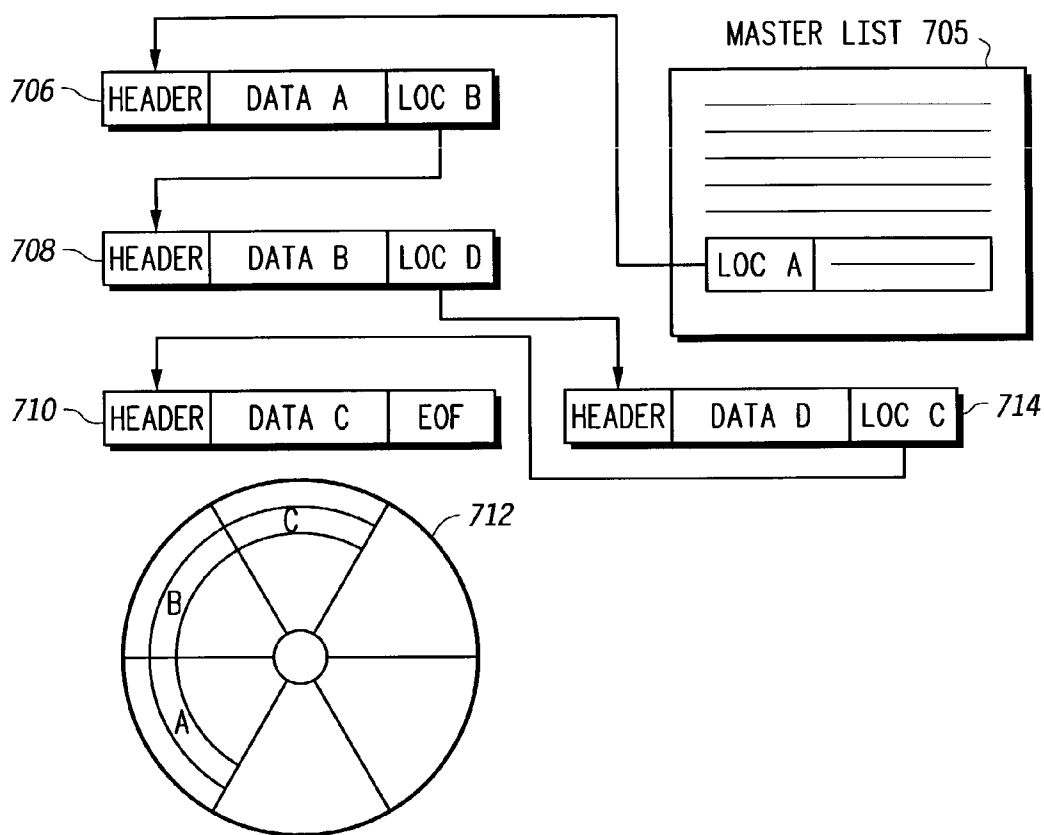 MASTER LIST 705
706 HEADER DATA A LOC B
708 HEADER DATA B LOC D
LOC A
710 HEADER DATA C EOF
HEADER DATA D LOC C 714
712
C
B
A